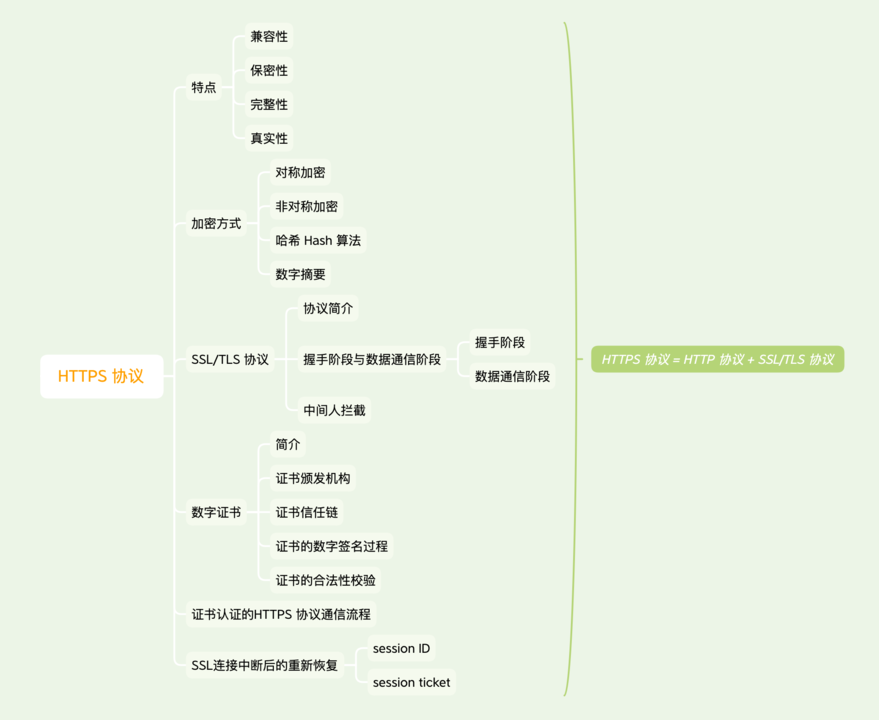 HTTPS 协议
特点
兼容性
保密性
完整性
真实性
加密方式
对称加密
非对称加密
哈希 Hash 算法
数字摘要
SSL/TLS 协议
协议简介
握手阶段与数据通信阶段
握手阶段
数据通信阶段
中间人拦截
数字证书
简介
证书颁发机构
证书信任链
证书的数字签名过程
证书的合法性校验
证书认证的HTTPS 协议通信流程
SSL连接中断后的重新恢复
session ID
session ticket
HTTPS 协议 = HTTP 协议 + SSL/TLS 协议